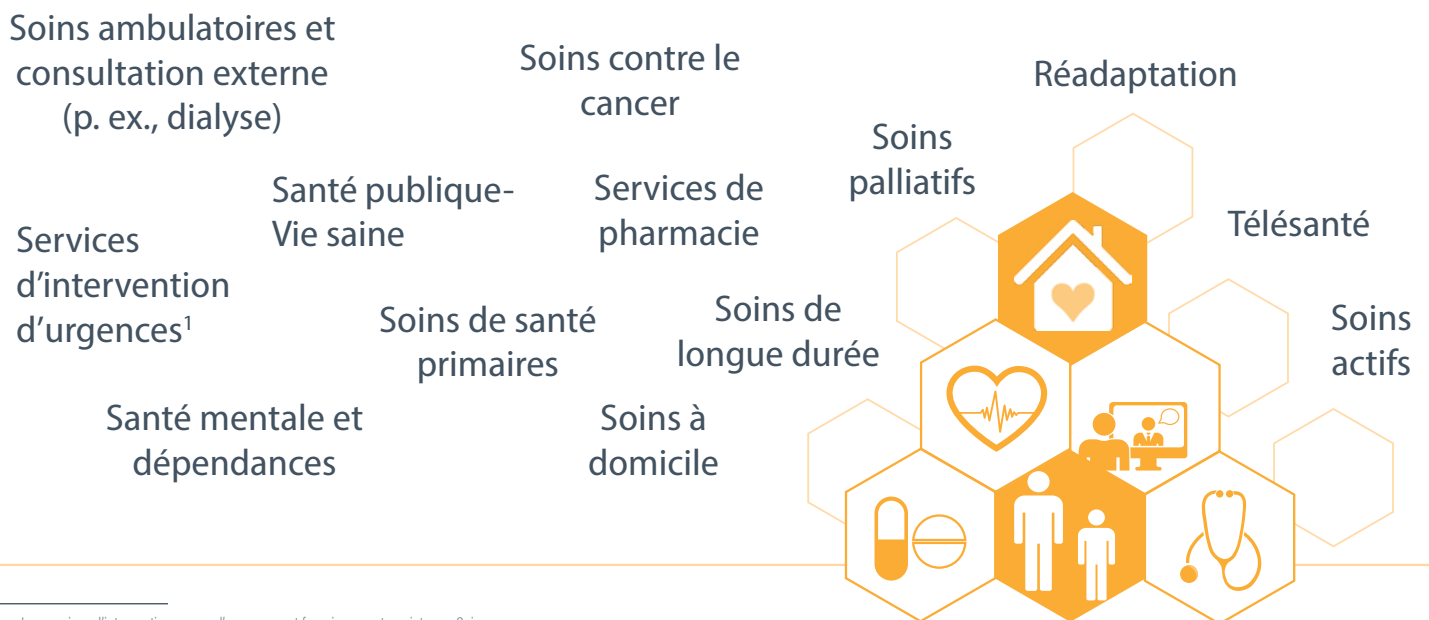 Soins ambulatoires et
consultation externe
(p. ex., dialyse)
Soins contre le
cancer
Réadaptation
Soins
palliatifs
Santé publique-
Vie saine
Services de
pharmacie
Télésanté
Services
d'intervention
d'urgences¹
Soins de santé
primaires
Soins de
longue durée
Soins
actifs
Santé mentale et
dépendances
Soins à
domicile